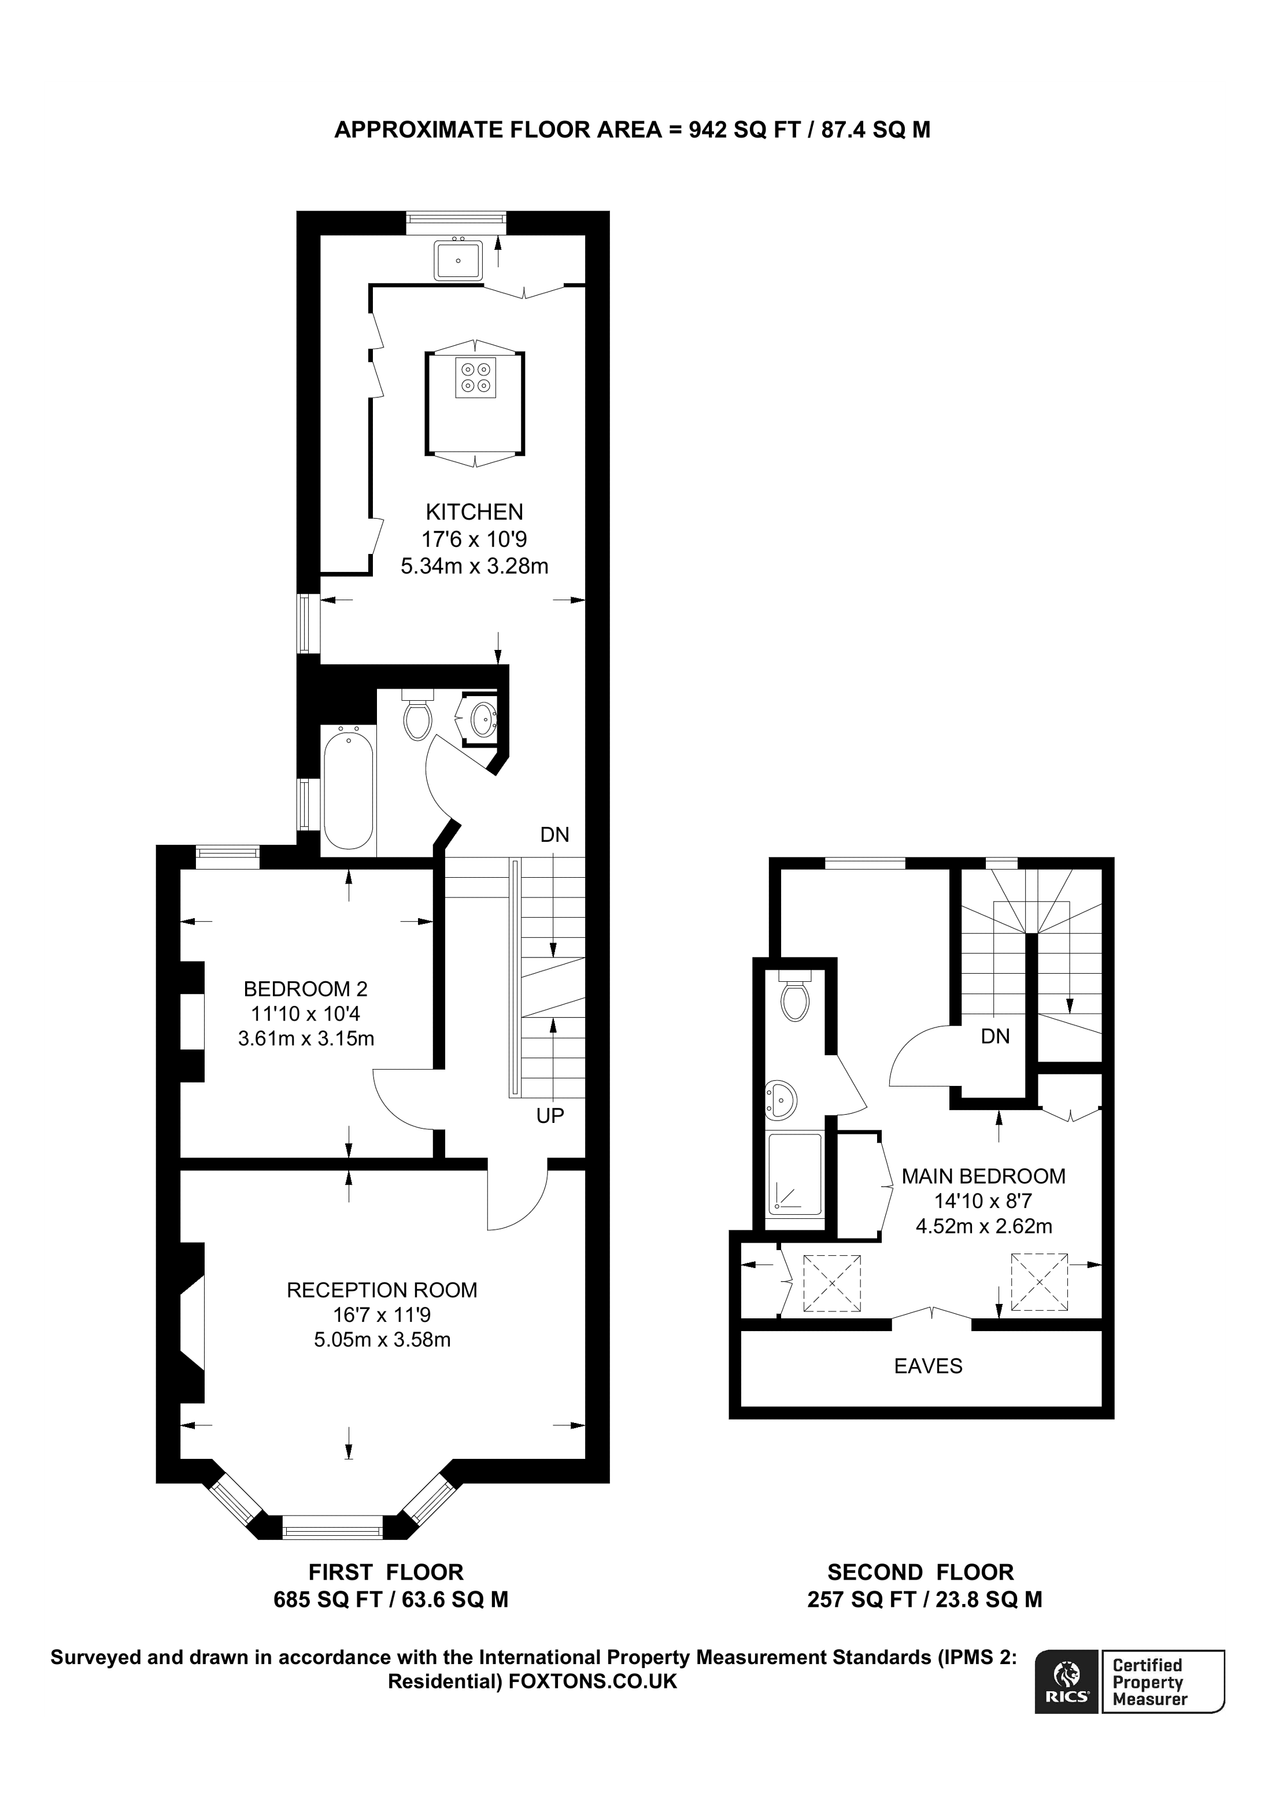 APPROXIMATE FLOOR AREA = 942 SQ FT / 87.4 SQ M
KITCHEN
17'6 x 10'9
5.34m x 3.28m
DN
BEDROOM 2
11'10 x 10'4
3.61m x 3.15m
UP
RECEPTION ROOM
16'7 x 11'9
5.05m x 3.58m
DN
MAIN BEDROOM
14'10 x 8'7
4.52m x 2.62m
EAVES
FIRST FLOOR
685 SQ FT / 63.6 SQ M
SECOND FLOOR
257 SQ FT / 23.8 SQ M
Surveyed and drawn in accordance with the International Property Measurement Standards (IPMS 2:
Residential) FOXTONS.CO.UK
RICS
Certified
Property
Measurer